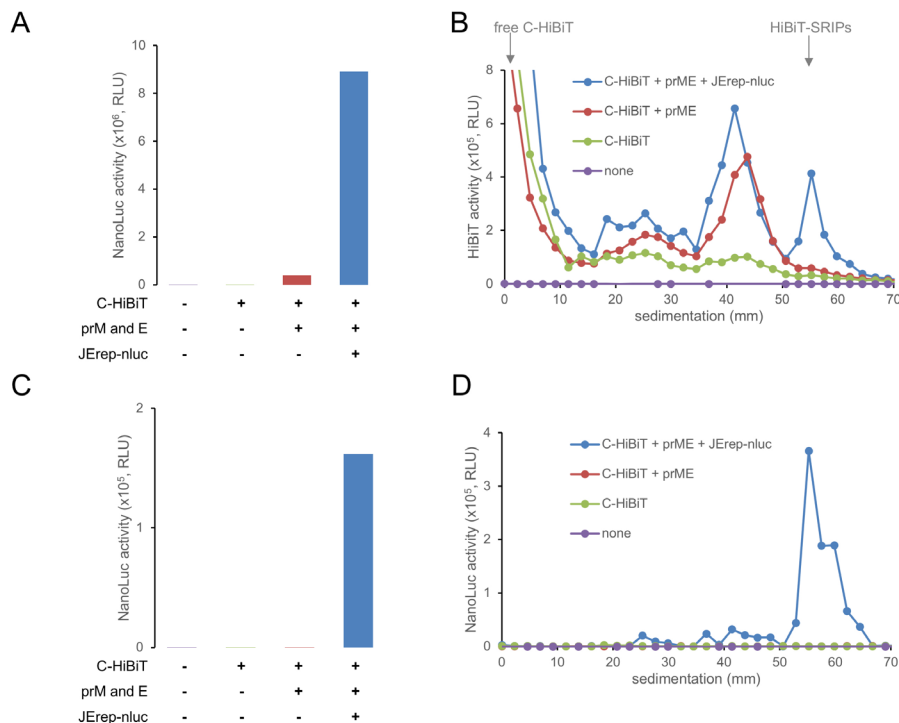 A
NanoLuc activity (x10⁶, RLU)
10
8
6
4
2
0
C-HiBiT - + + +
prM and E - - + +
JErep-nluc - - - +
B
free C-HiBiT
HiBiT-SRIPs
HiBiT activity (x10⁵, RLU)
8
6
4
2
0
C-HiBiT + prME + JErep-nluc
C-HiBiT + prME
C-HiBiT
none
0 10 20 30 40 50 60 70
sedimentation (mm)
C
NanoLuc activity (x10⁵, RLU)
2
1
0
C-HiBiT - + + +
prM and E - - + +
JErep-nluc - - - +
D
NanoLuc activity (x10⁵, RLU)
4
3
2
1
0
C-HiBiT + prME + JErep-nluc
C-HiBiT + prME
C-HiBiT
none
0 10 20 30 40 50 60 70
sedimentation (mm)